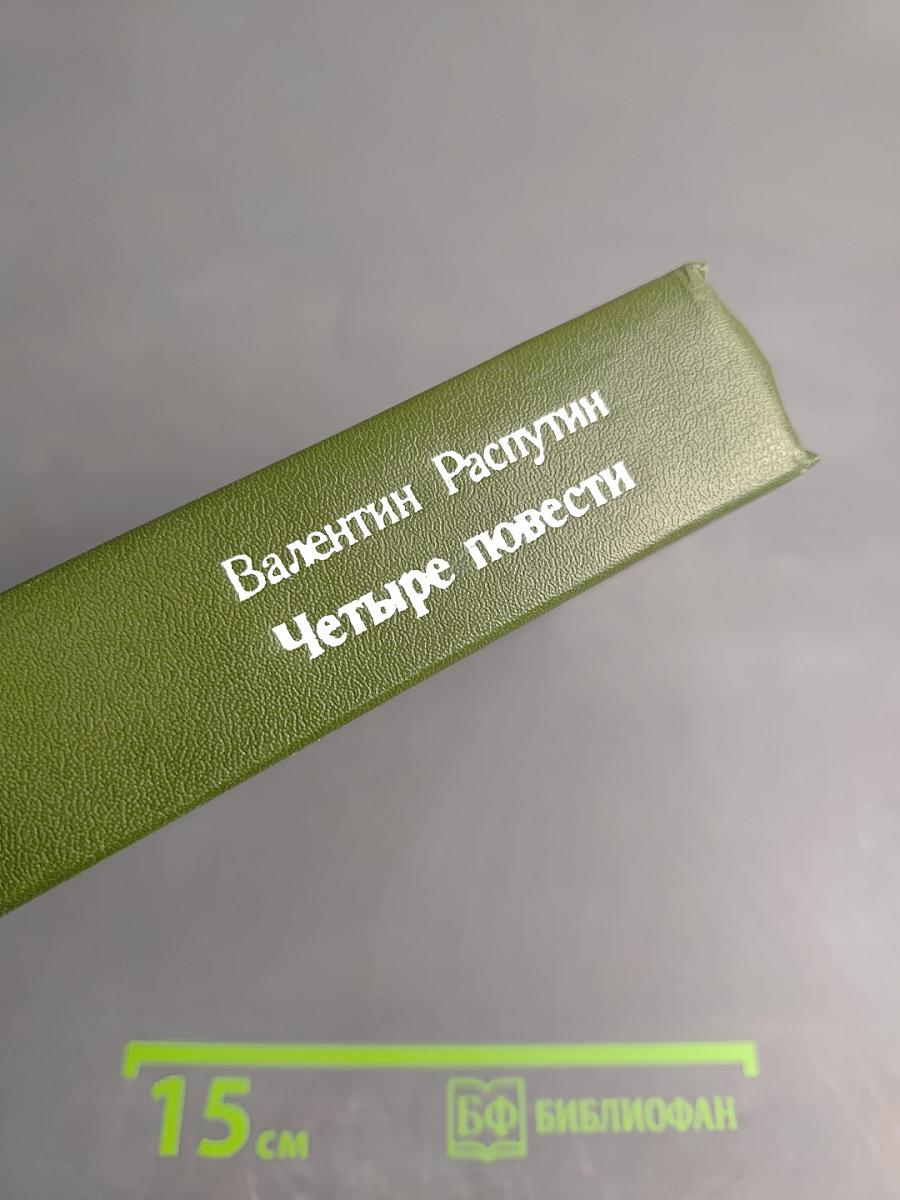 Валентин Распутин
Четыре повести
15 см
БФ БИБЛИОФАН